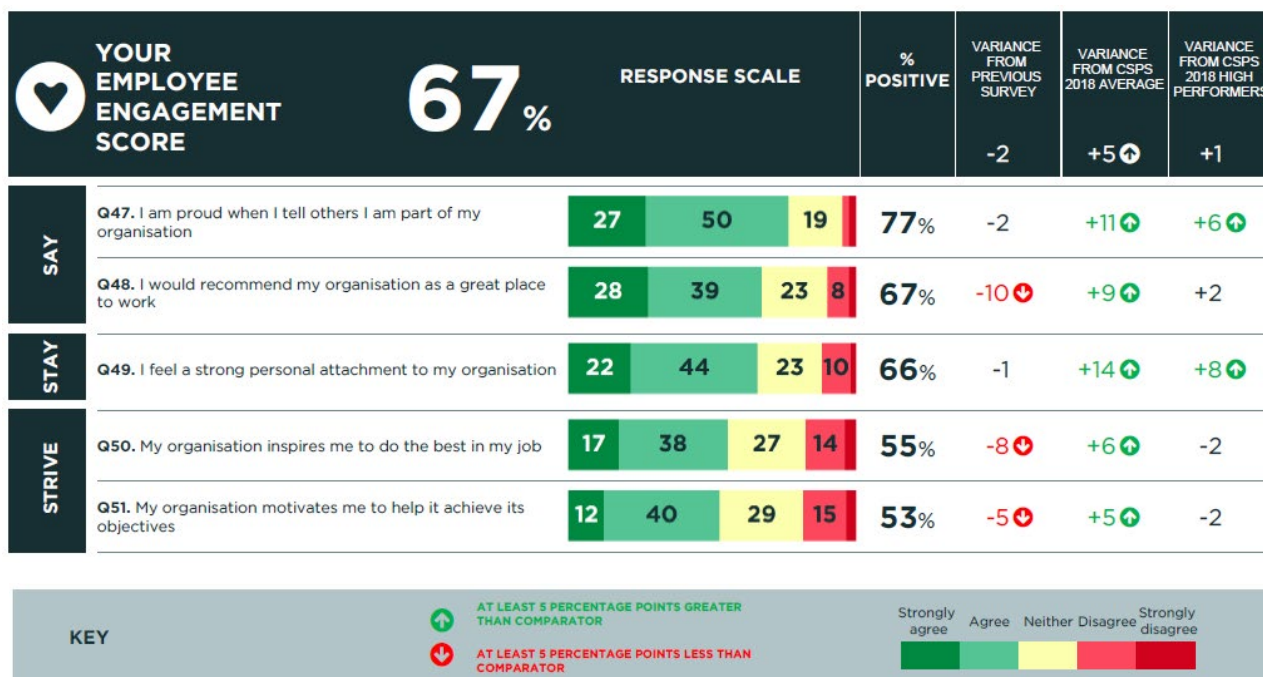 YOUR
EMPLOYEE
ENGAGEMENT
SCORE
67%
RESPONSE SCALE
%
POSITIVE
VARIANCE
FROM
PREVIOUS
SURVEY
-2
VARIANCE
FROM CSPS
2018 AVERAGE
+5
VARIANCE
FROM CSPS
2018 HIGH
PERFORMERS
+1
SAY
Q47. I am proud when I tell others I am part of my
organisation
27 50 19 77% -2 +11 +6
Q48. I would recommend my organisation as a great place
to work
28 39 23 8 67% -10 +9 +2
STAY
Q49. I feel a strong personal attachment to my organisation
22 44 23 10 66% -1 +14 +8
STRIVE
Q50. My organisation inspires me to do the best in my job
17 38 27 14 55% -8 +6 -2
Q51. My organisation motivates me to help it achieve its
objectives
12 40 29 15 53% -5 +5 -2
KEY
AT LEAST 5 PERCENTAGE POINTS GREATER
THAN COMPARATOR
AT LEAST 5 PERCENTAGE POINTS LESS THAN
COMPARATOR
Strongly
agree
Agree
Neither
Disagree
Strongly
disagree